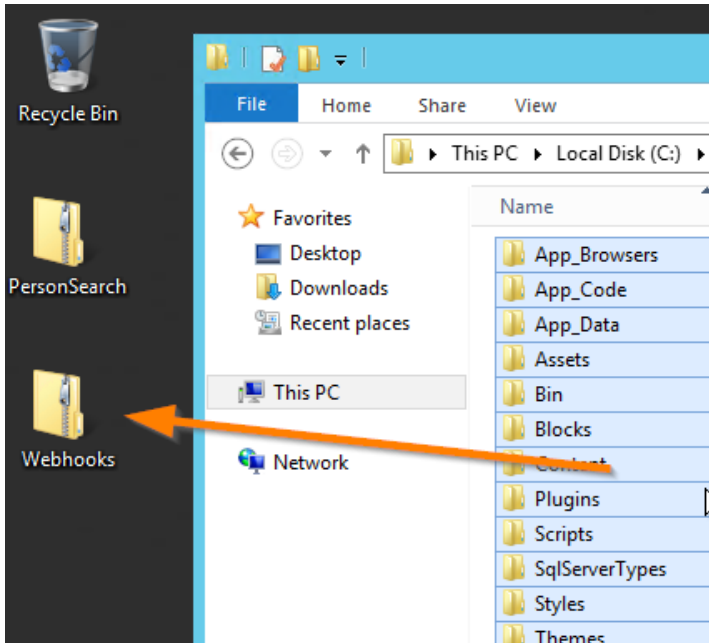 Recycle Bin
PersonSearch
Webhooks
File Home Share View
This PC Local Disk (C:)
Favorites
Desktop
Downloads
Recent places
This PC
Network
Name
App_Browsers
App_Code
App_Data
Assets
Bin
Blocks
Content
Plugins
Scripts
SqlServerTypes
Styles
Themes